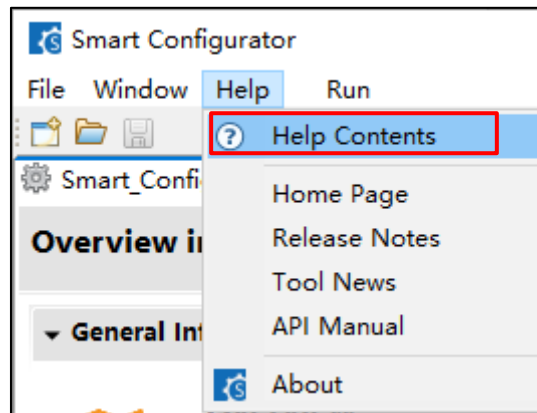 Smart Configurator
File Window Help Run
Help Contents
Smart_Confi
Home Page
Overview i
Release Notes
Tool News
General In
API Manual
About